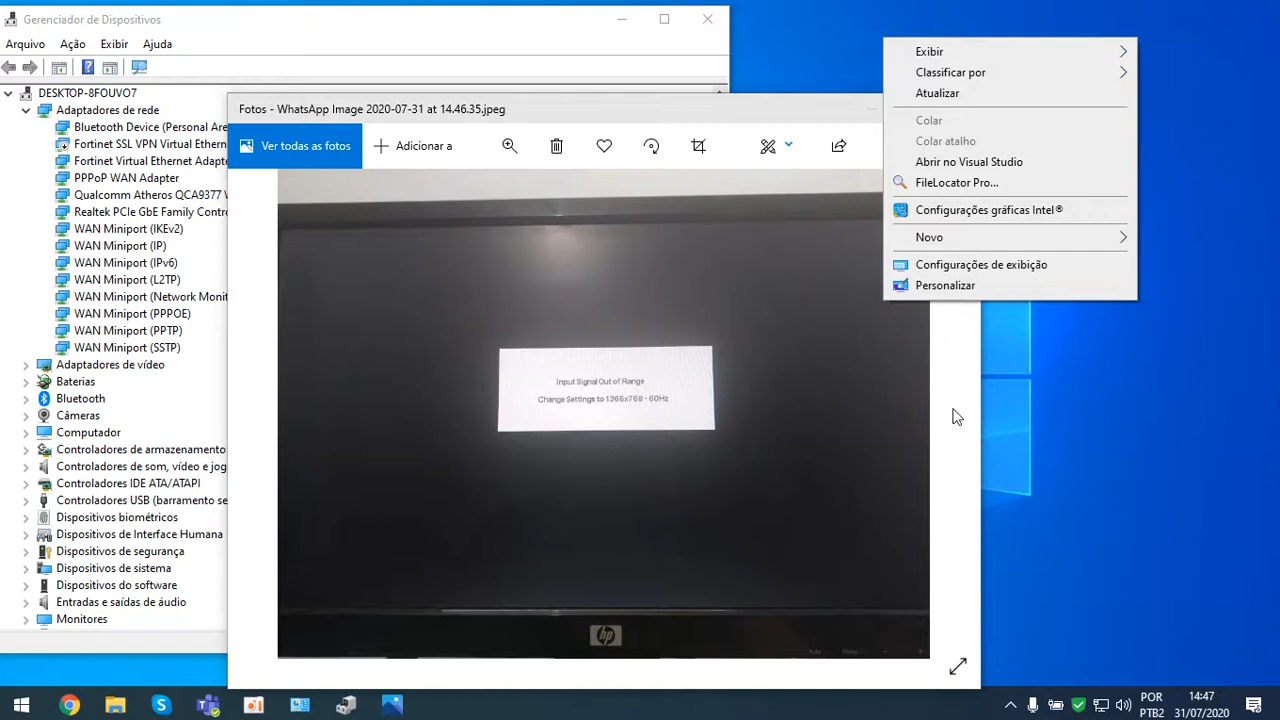 Gerenciador de Dispositivos
Arquivo Ação Exibir Ajuda
DESKTOP-8FOUVO7
Adaptadores de rede
Bluetooth Device (Personal Are
Fortinet SSL VPN Virtual Ethern
Fortinet Virtual Ethernet Adapte
PPPoP WAN Adapter
Qualcomm Atheros QCA9377 W
Realtek PCIe GbE Family Contro
WAN Miniport (IKEv2)
WAN Miniport (IP)
WAN Miniport (IPv6)
WAN Miniport (L2TP)
WAN Miniport (Network Monit
WAN Miniport (PPPOE)
WAN Miniport (PPTP)
WAN Miniport (SSTP)
Adaptadores de vídeo
Baterias
Bluetooth
Câmeras
Computador
Controladores de armazenamento
Controladores de som, vídeo e jog
Controladores IDE ATA/ATAPI
Controladores USB (barramento se
Dispositivos biométricos
Dispositivos de Interface Humana
Dispositivos de segurança
Dispositivos de sistema
Dispositivos do software
Entradas e saídas de áudio
Monitores
Fotos - WhatsApp Image 2020-07-31 at 14.46.35.jpeg
Ver todas as fotos Adicionar a
Input Signal Out of Range
Change Settings to 1366x768 - 60Hz
hp
Menu
Exibir
Classificar por
Atualizar
Colar
Colar atalho
Abrir no Visual Studio
FileLocator Pro...
Configurações gráficas Intel®
Novo
Configurações de exibição
Personalizar
POR
PTB2
14:47
31/07/2020